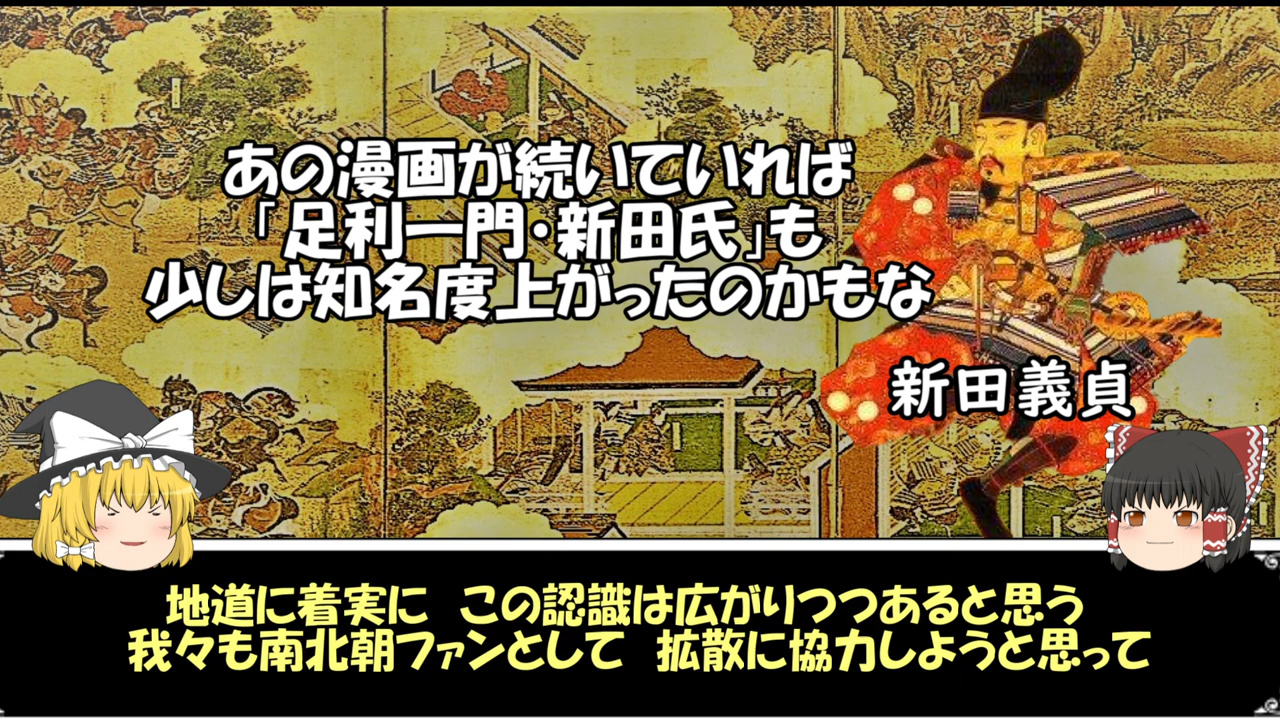 あの漫画が続いていれば
「足利一門・新田氏」も
少しは知名度上がったのかもな
新田義貞
地道に着実に　この認識は広がりつつあると思う
我々も南北朝ファンとして　拡散に協力しようと思って